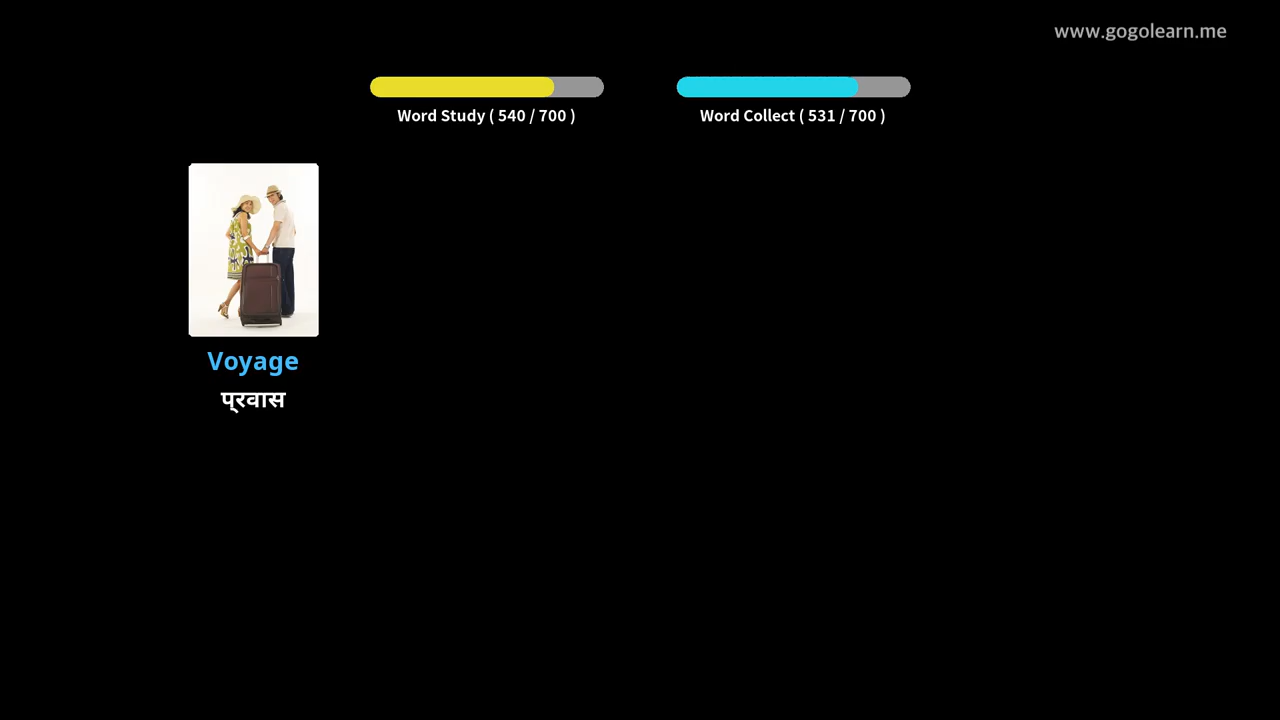 www.gogolearn.me
Word Study ( 540 / 700 )
Word Collect ( 531 / 700 )
Voyage
प्रवास